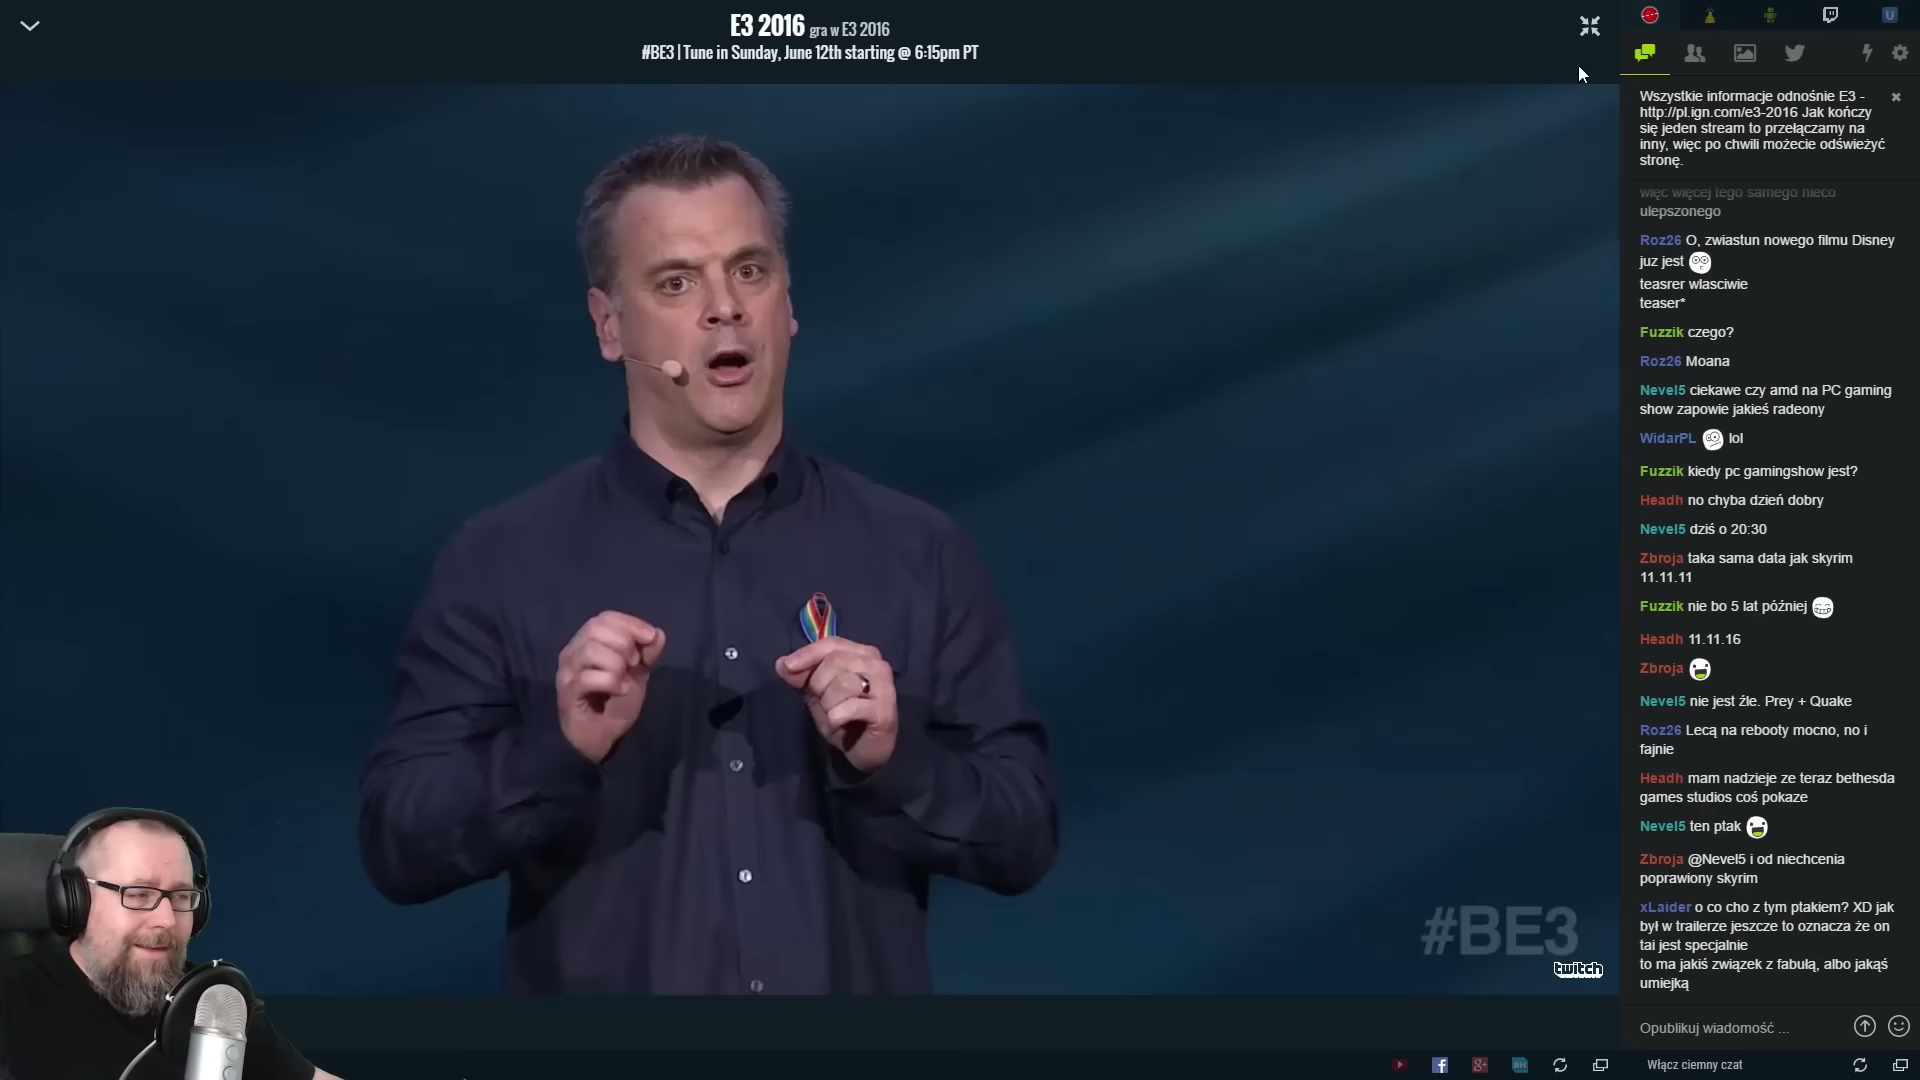 E3 2016 gra w E3 2016
#BE3 | Tune in Sunday, June 12th starting @ 6:15pm PT
#BE3
twitch
Wszystkie informacje odnośnie E3 -
http://pl.ign.com/e3-2016 Jak kończy
się jeden stream to przełączamy na
inny, więc po chwili możecie odświeżyć
stronę.
więc więcej tego samego nieco
ulepszonego
Roz26 O, zwiastun nowego filmu Disney
juz jest
teasrer wlasciwie
teaser*
Fuzzik czego?
Roz26 Moana
Nevel5 ciekawe czy amd na PC gaming
show zapowie jakieś radeony
WidarPL lol
Fuzzik kiedy pc gamingshow jest?
Headh no chyba dzień dobry
Nevel5 dziś o 20:30
Zbroja taka sama data jak skyrim
11.11.11
Fuzzik nie bo 5 lat później
Headh 11.11.16
Zbroja
Nevel5 nie jest źle. Prey + Quake
Roz26 Lecą na rebooty mocno, no i
fajnie
Headh mam nadzieje ze teraz bethesda
games studios coś pokaze
Nevel5 ten ptak
Zbroja @Nevel5 i od niechcenia
poprawiony skyrim
xLaider o co cho z tym ptakiem? XD jak
był w trailerze jeszcze to oznacza że on
tai jest specjalnie
to ma jakiś związek z fabułą, albo jakąś
umiejką
Opublikuj wiadomość ...
Włącz ciemny czat